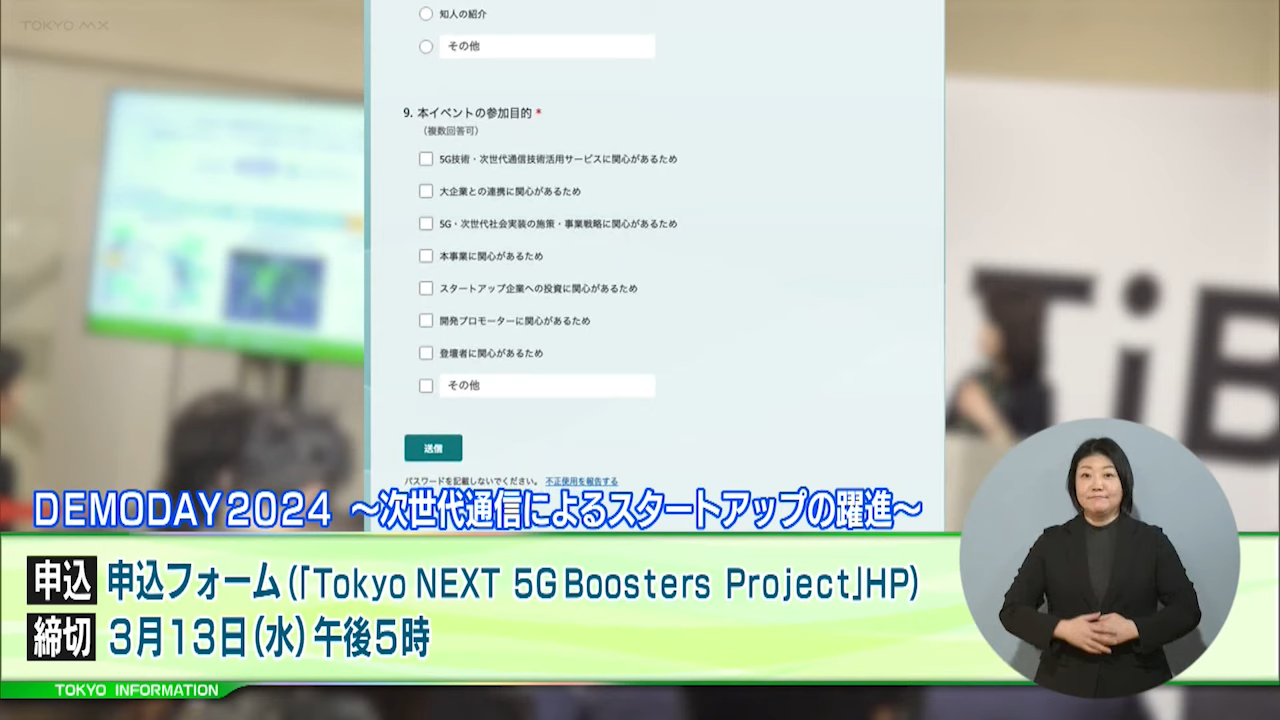 TOKYO MX
知人の紹介
その他
9. 本イベントの参加目的 *
（複数回答可）
5G技術・次世代通信技術活用サービスに関心があるため
大企業との連携に関心があるため
5G・次世代社会実装の施策・事業戦略に関心があるため
本事業に関心があるため
スタートアップ企業への投資に関心があるため
開発プロモーターに関心があるため
登壇者に関心があるため
その他
送信
パスワードを記載しないでください。 不正使用を報告する
TiB
DEMODAY2024 ～次世代通信によるスタートアップの躍進～
申込 申込フォーム(｢Tokyo NEXT 5G Boosters Project｣HP)
締切 3月13日(水)午後5時
TOKYO INFORMATION